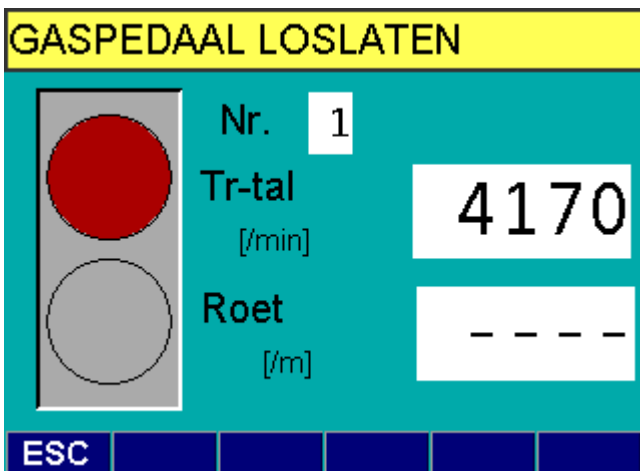 GASPEDAAL LOSLATEN
Nr. 1
Tr-tal 4170
[/min]
Roet ----
[/m]
ESC